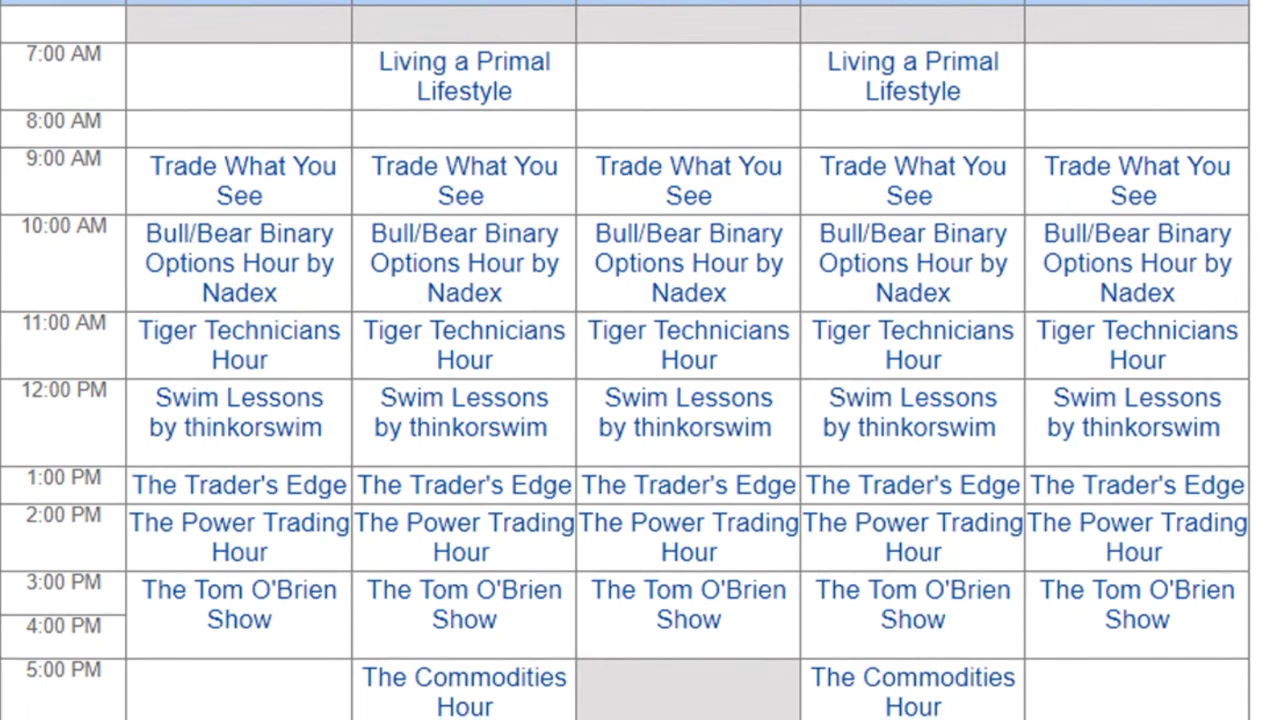 7:00 AM
Living a Primal Living a Primal
Lifestyle Lifestyle
8:00 AM
9:00 AM
Trade What You Trade What You Trade What You Trade What You Trade What You
See See See See See
10:00 AM
Bull/Bear Binary Bull/Bear Binary Bull/Bear Binary Bull/Bear Binary Bull/Bear Binary
Options Hour by Options Hour by Options Hour by Options Hour by Options Hour by
Nadex Nadex Nadex Nadex Nadex
11:00 AM
Tiger Technicians Tiger Technicians Tiger Technicians Tiger Technicians Tiger Technicians
Hour Hour Hour Hour Hour
12:00 PM
Swim Lessons Swim Lessons Swim Lessons Swim Lessons Swim Lessons
by thinkorswim by thinkorswim by thinkorswim by thinkorswim by thinkorswim
1:00 PM The Trader's Edge The Trader's Edge The Trader's Edge The Trader's Edge The Trader's Edge
2:00 PM The Power Trading The Power Trading The Power Trading The Power Trading The Power Trading
Hour Hour Hour Hour Hour
3:00 PM The Tom O'Brien The Tom O'Brien The Tom O'Brien The Tom O'Brien The Tom O'Brien
Show Show Show Show Show
4:00 PM
5:00 PM The Commodities The Commodities
Hour Hour